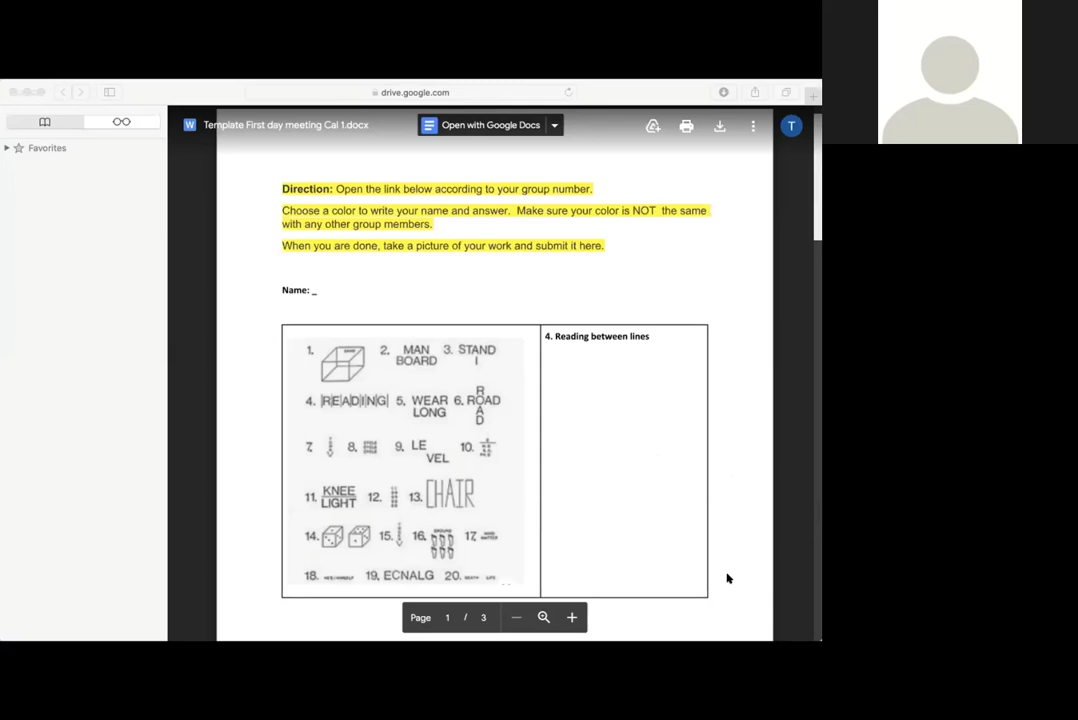 drive.google.com
Favorites
W Template First day meeting Cal 1.docx
Open with Google Docs
T
Direction: Open the link below according to your group number.
Choose a color to write your name and answer. Make sure your color is NOT the same
with any other group members.
When you are done, take a picture of your work and submit it here.
Name: _
4. Reading between lines
1.
2. MAN
BOARD
3. STAND
I
4. |R|E|A|D|I|N|G|
5. WEAR
LONG
6. R
ROAD
A
D
7.
8.
9. LE
VEL
10.
11. KNEE
LIGHT
12.
13. CHAIR
14.
15.
16. GROUND
17.
18.
19. ECNALG
20. DEATH LIFE
Page 1 / 3